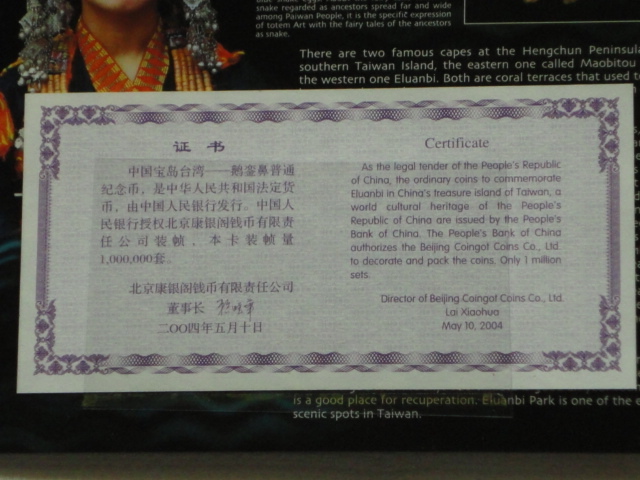 snake regarded as ancestors spread far and wide
among Paiwan People, it is the specific expression
of totem Art with the fairy tales of the ancestors
as snake.
There are two famous capes at the Hengchun Peninsula
southern Taiwan Island, the eastern one called Maobitou
the western one Eluanbi. Both are coral terraces that used to
证书
中国宝岛台湾——鹅銮鼻普通
纪念币，是中华人民共和国法定货
币，由中国人民银行发行。中国人
民银行授权北京康银阁钱币有限责
任公司装帧，本卡装帧量
1,000,000套。
北京康银阁钱币有限责任公司
董事长
二〇〇四年五月十日
Certificate
As the legal tender of the People's Republic
of China, the ordinary coins to commemorate
Eluanbi in China's treasure island of Taiwan, a
world cultural heritage of the People's
Republic of China are issued by the People's
Bank of China. The People's Bank of China
authorizes the Beijing Coingot Coins Co., Ltd.
to decorate and pack the coins. Only 1 million
sets.
Director of Beijing Coingot Coins Co., Ltd.
Lai Xiaohua
May 10, 2004
is a good place for recuperation. Eluanbi Park is one of the
scenic spots in Taiwan.